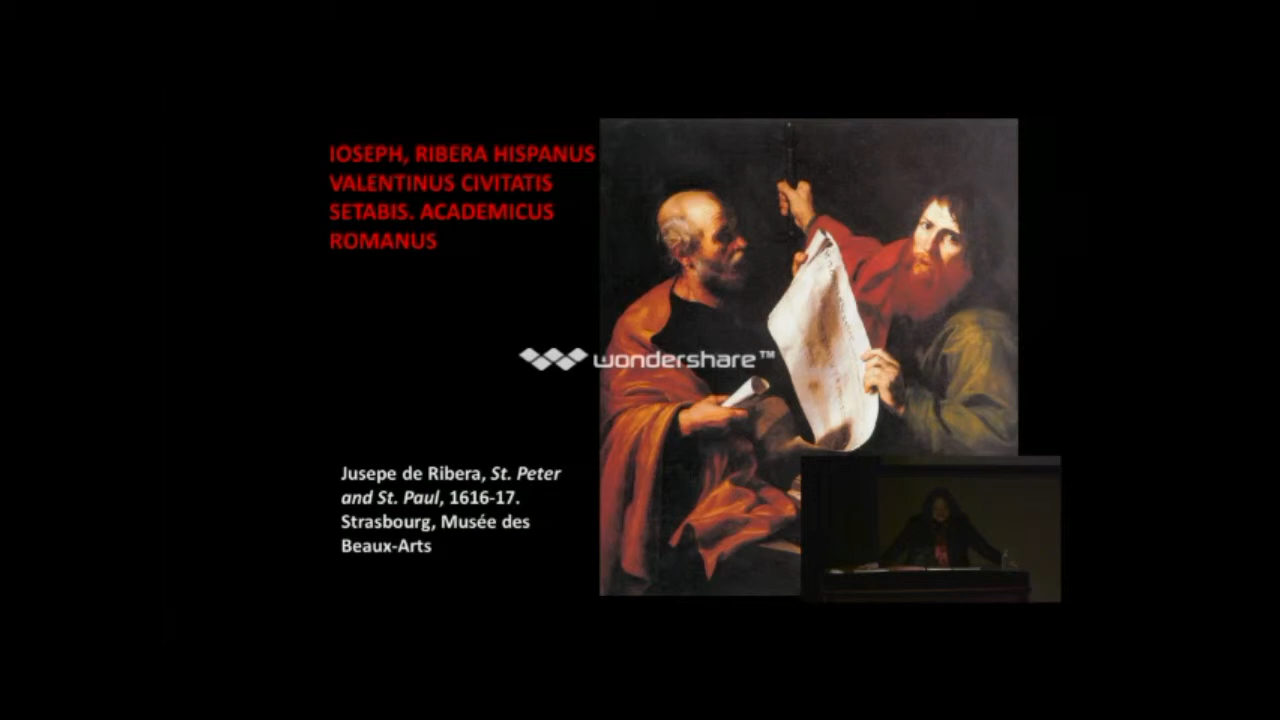 IOSEPH, RIBERA HISPANUS
VALENTINUS CIVITATIS
SETABIS. ACADEMICUS
ROMANUS
wondershare™
Jusepe de Ribera, St. Peter
and St. Paul, 1616-17.
Strasbourg, Musée des
Beaux-Arts